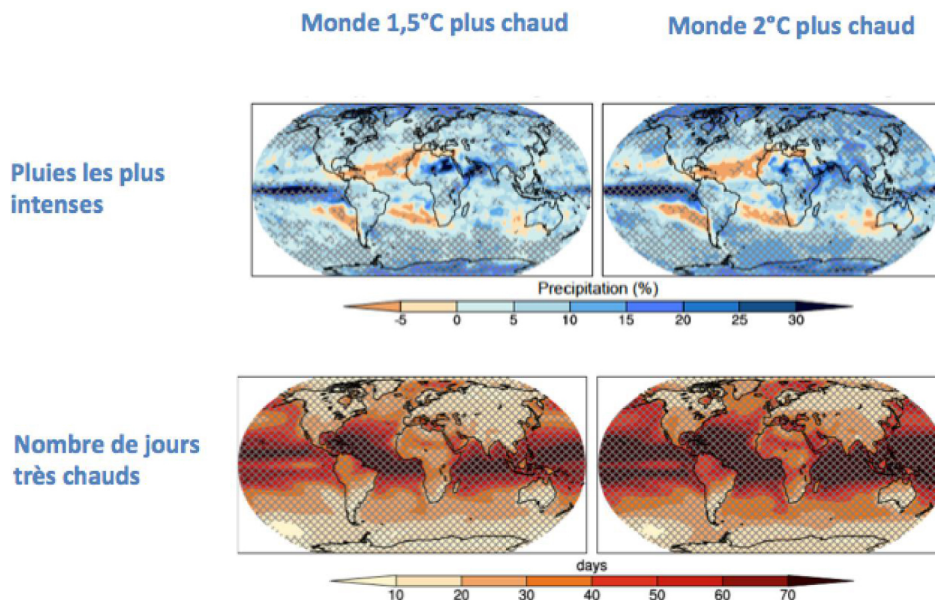 Monde 1,5°C plus chaud
Monde 2°C plus chaud
Pluies les plus
intenses
Precipitation (%)
-5 0 5 10 15 20 25 30
Nombre de jours
très chauds
days
10 20 30 40 50 60 70